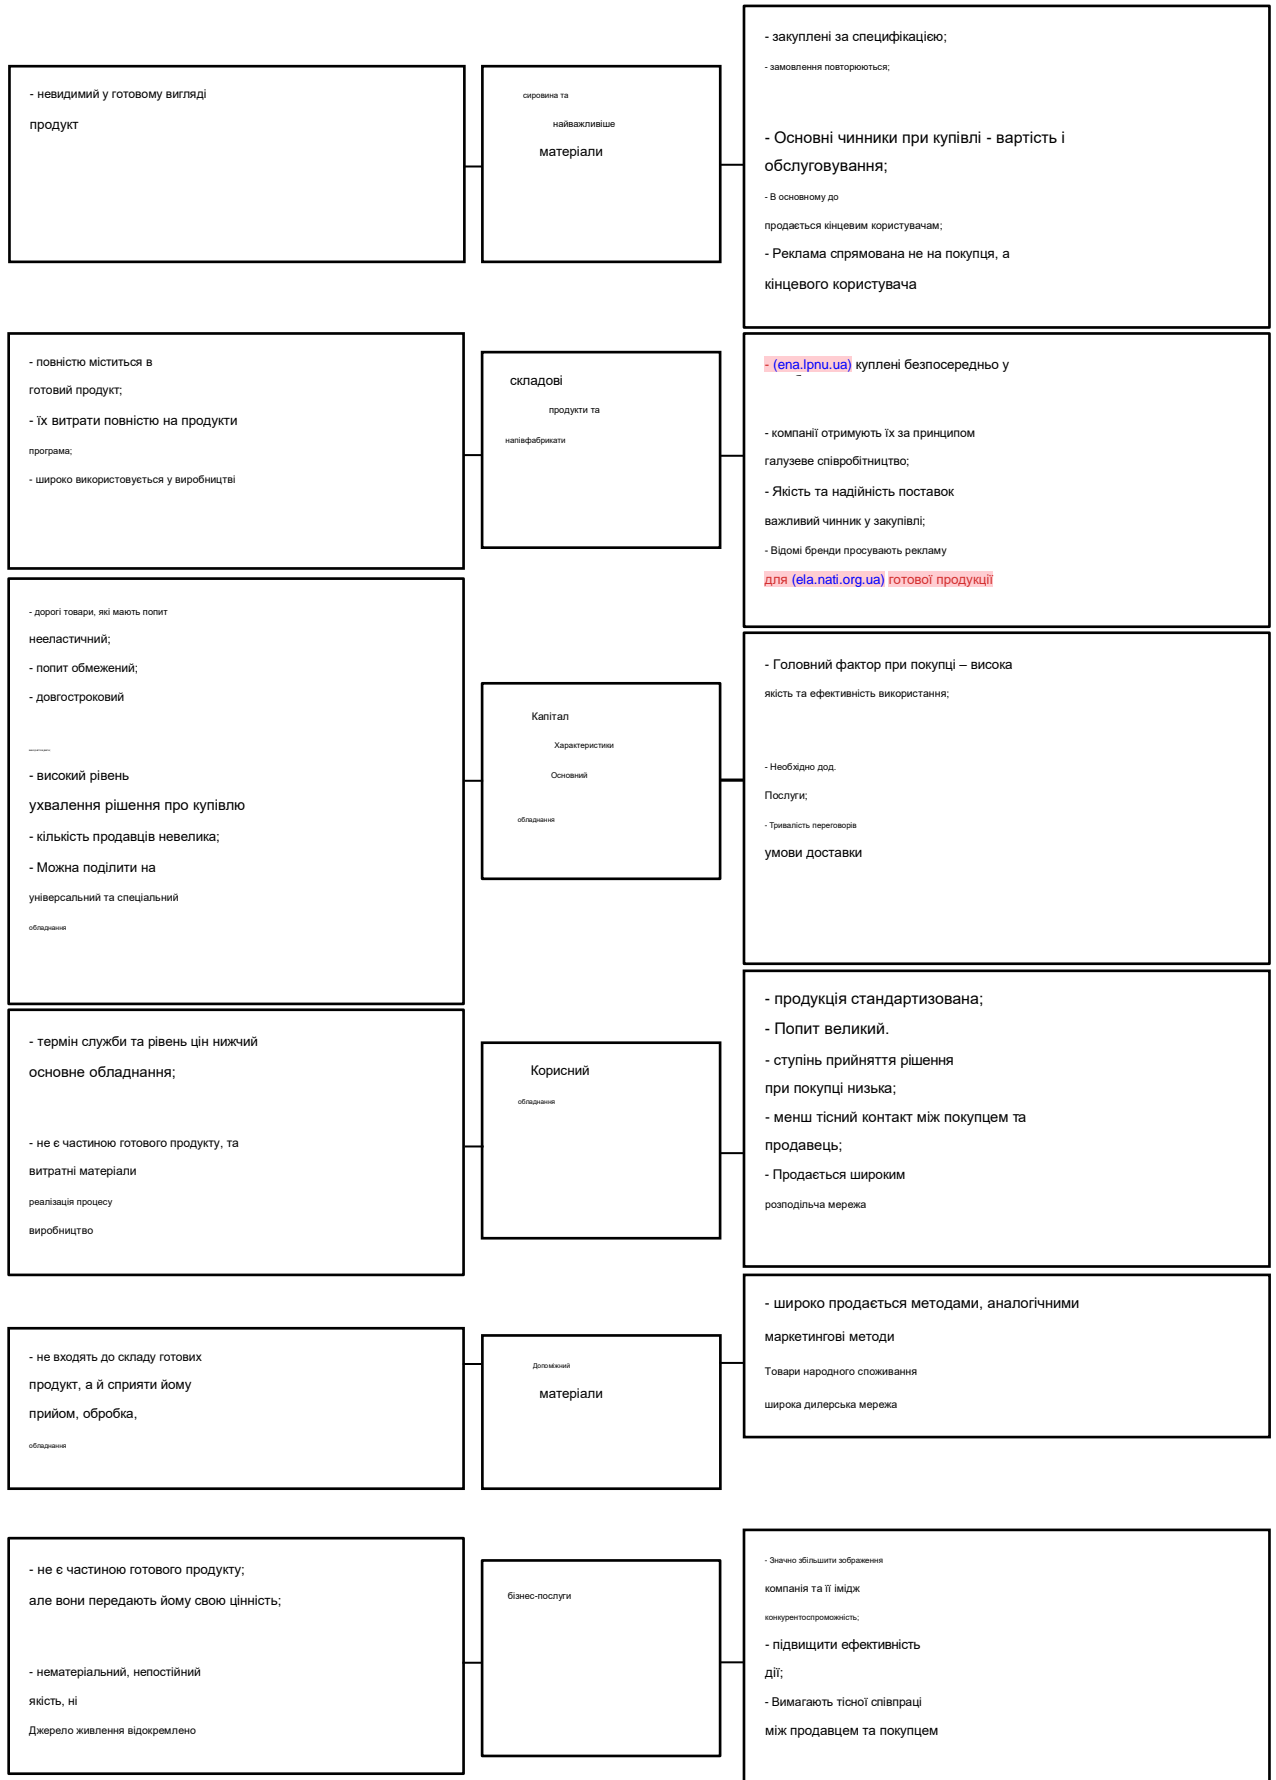 - невидимий у готовому вигляді
продукт
сировина та
найважливіше
матеріали
- закуплені за специфікацією;
- замовлення повторюються;
- Основні чинники при купівлі - вартість і
обслуговування;
- В основному до
продається кінцевим користувачам;
- Реклама спрямована не на покупця, а
кінцевого користувача
- повністю міститься в
готовий продукт;
- їх витрати повністю на продукти
програма;
- широко використовується у виробництві
складові
продукти та
напівфабрикати
- (ena.lpnu.ua) куплені безпосередньо у
- компанії отримують їх за принципом
галузеве співробітництво;
- Якість та надійність поставок
важливий чинник у закупівлі;
- Відомі бренди просувають рекламу
для (ela.nati.org.ua) готової продукції
- дорогі товари, які мають попит
нееластичний;
- попит обмежений;
- довгостроковий
- високий рівень
ухвалення рішення про купівлю
- кількість продавців невелика;
- Можна поділити на
універсальний та спеціальний
обладнання
Капітал
Характеристики
Основний
обладнання
- Головний фактор при покупці – висока
якість та ефективність використання;
- Необхідно дод.
Послуги;
- Тривалість переговорів
умови доставки
- термін служби та рівень цін нижчий
основне обладнання;
- не є частиною готового продукту, та
витратні матеріали
реалізація процесу
виробництво
Корисний
обладнання
- продукція стандартизована;
- Попит великий.
- ступінь прийняття рішення
при покупці низька;
- менш тісний контакт між покупцем та
продавець;
- Продається широким
розподільча мережа
- не входять до складу готових
продукт, а й сприяти йому
прийом, обробка,
обладнання
Допоміжний
матеріали
- широко продається методами, аналогічними
маркетингові методи
Товари народного споживання
широка дилерська мережа
- не є частиною готового продукту;
але вони передають йому свою цінність;
- нематеріальний, непостійний
якість, ні
Джерело живлення відокремлено
бізнес-послуги
- Значно збільшити зображення
компанія та її імідж
конкурентоспроможність;
- підвищити ефективність
дії;
- Вимагають тісної співпраці
між продавцем та покупцем